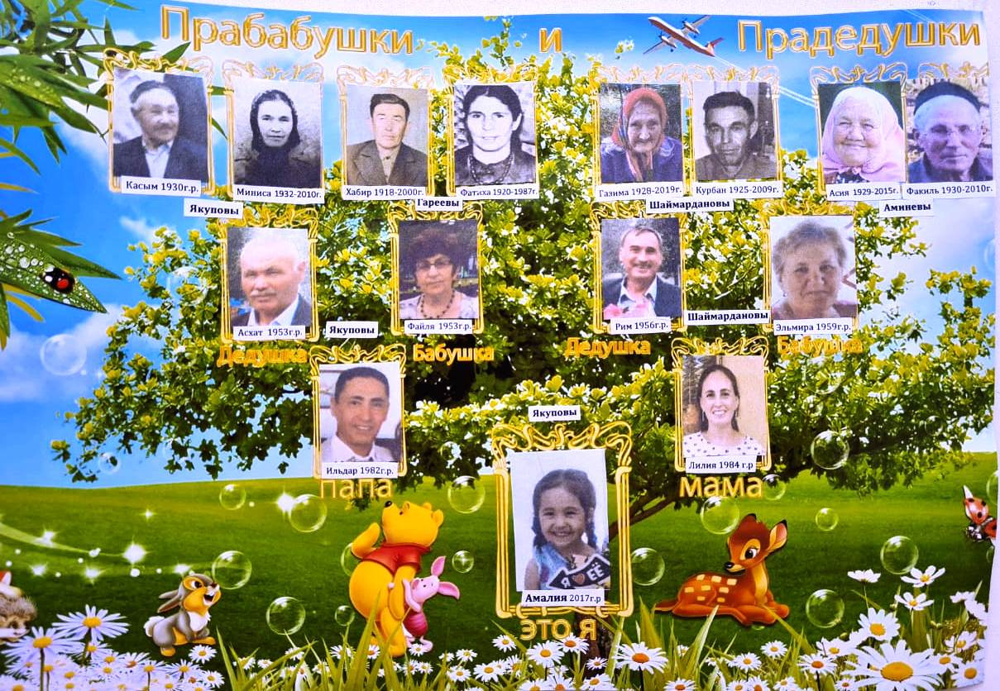 Прабабушки и Прадедушки
Касым 1930г.р.
Миниса 1932-2010г.
Хабир 1918-2000г.
Фатиха 1920-1987г.
Газима 1928-2019г.
Курбан 1925-2009г.
Асия 1929-2015г.
Факиль 1930-2010г.
Якуповы
Гареевы
Шаймардановы
Аминевы
Асхат 1953г.р.
Якуповы
Файля 1953г.р.
Рим 1956г.р.
Шаймардановы
Эльмира 1959г.р.
Дедушка
Бабушка
Дедушка
Бабушка
Ильдар 1982г.р.
Якуповы
Лилия 1984 г.р
папа
мама
Я ЕЁ
Амалия 2017г.р
это я